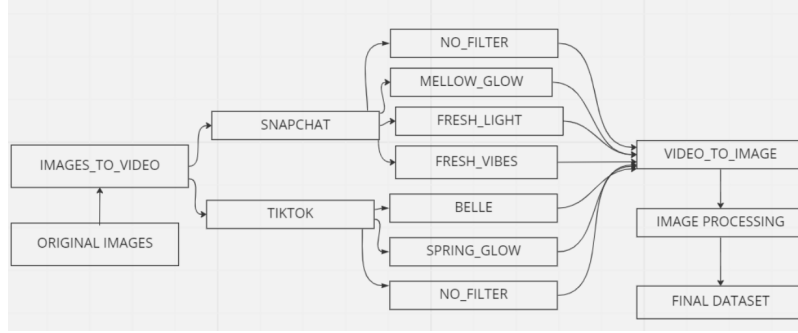 NO_FILTER
MELLOW_GLOW
SNAPCHAT
FRESH_LIGHT
IMAGES_TO_VIDEO
FRESH_VIBES
VIDEO_TO_IMAGE
TIKTOK
BELLE
ORIGINAL IMAGES
SPRING_GLOW
IMAGE PROCESSING
NO_FILTER
FINAL DATASET